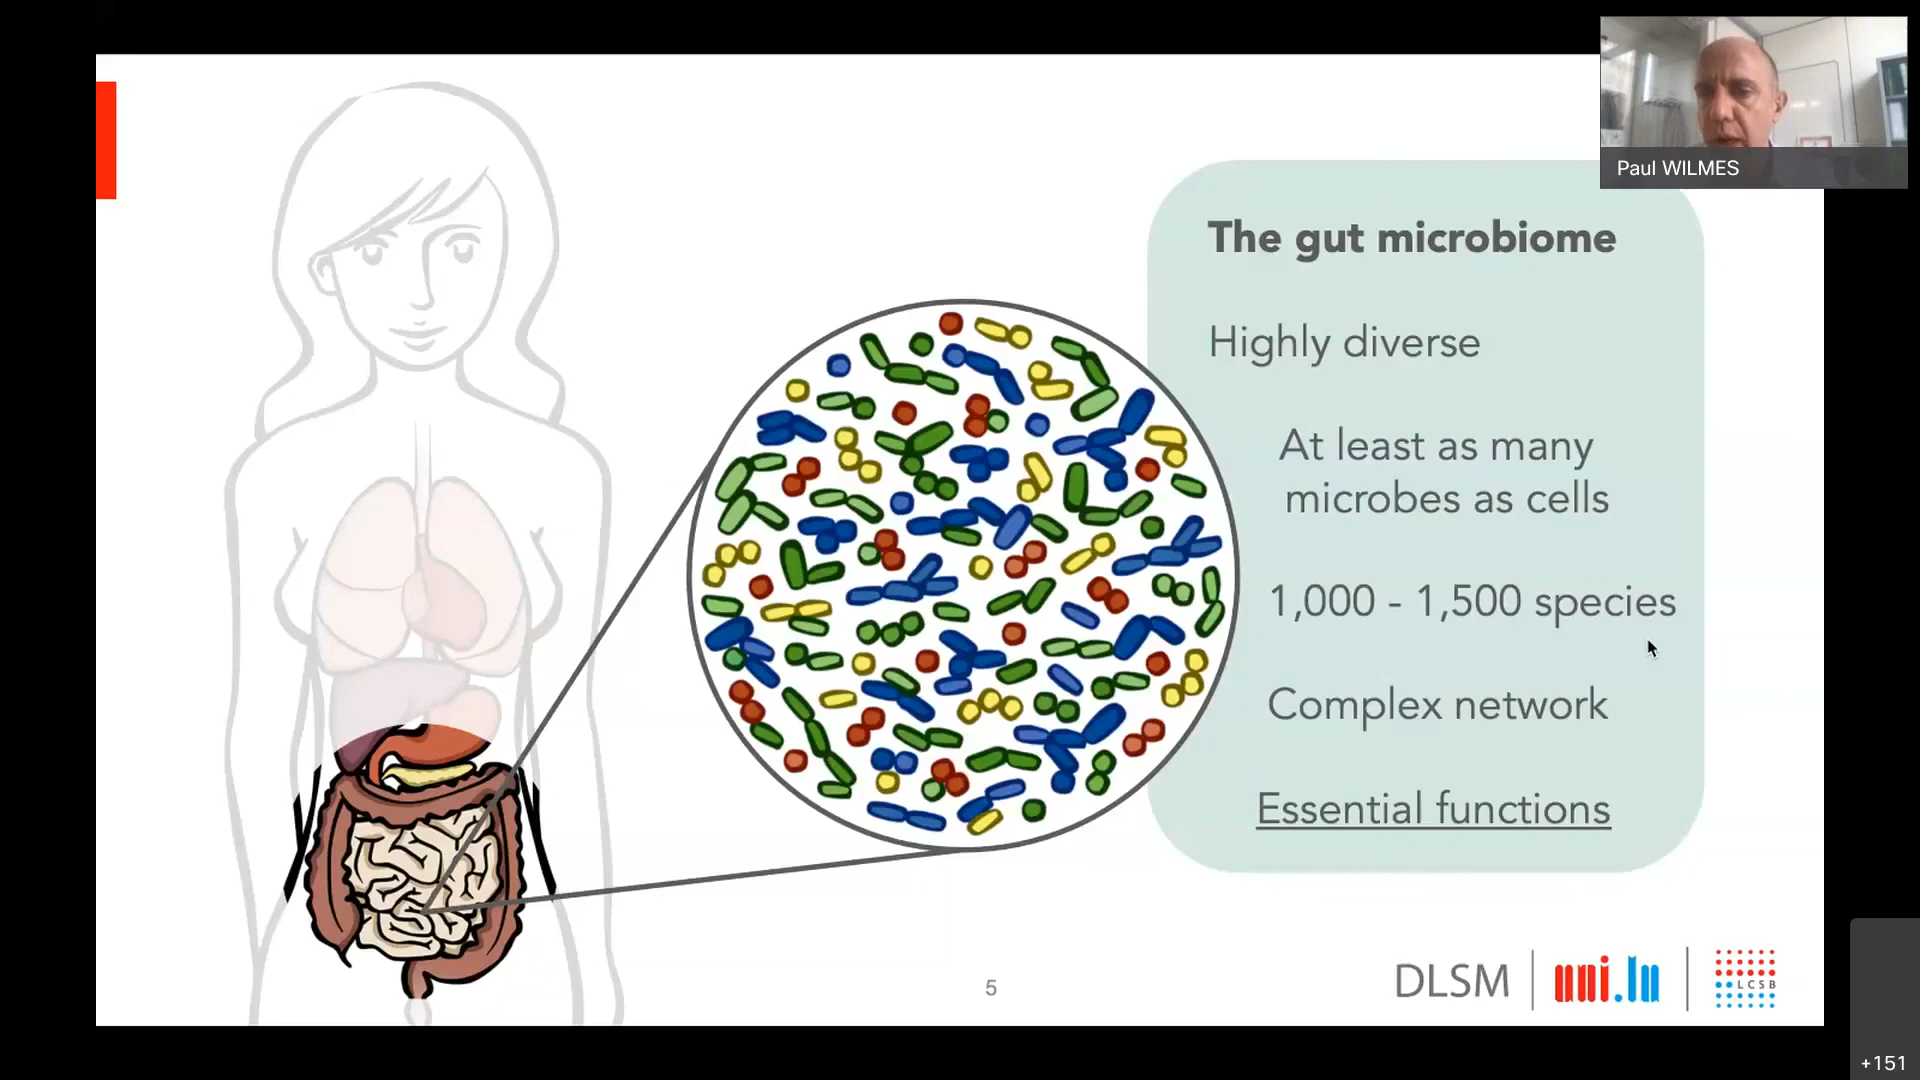 Paul WILMES
The gut microbiome
Highly diverse
At least as many
microbes as cells
1,000 - 1,500 species
Complex network
Essential functions
5
DLSM
uni.lu
LCSB
+151